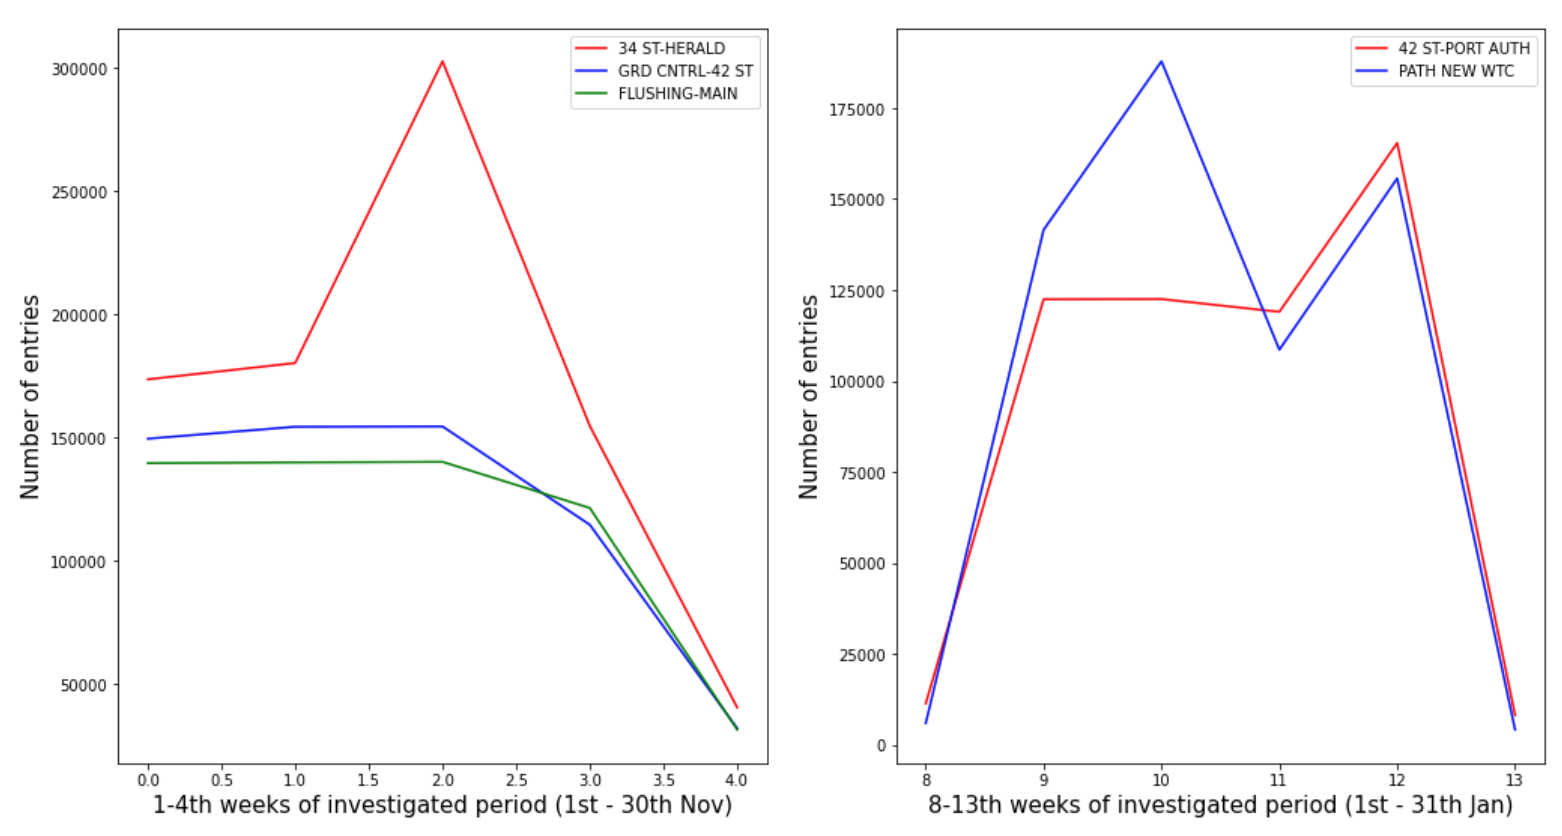 34 ST-HERALD
GRD CNTRL-42 ST
FLUSHING-MAIN
300000
250000
200000
150000
100000
50000
Number of entries
0.0 0.5 1.0 1.5 2.0 2.5 3.0 3.5 4.0
1-4th weeks of investigated period (1st - 30th Nov)
42 ST-PORT AUTH
PATH NEW WTC
175000
150000
125000
100000
75000
50000
25000
0
Number of entries
8 9 10 11 12 13
8-13th weeks of investigated period (1st - 31th Jan)